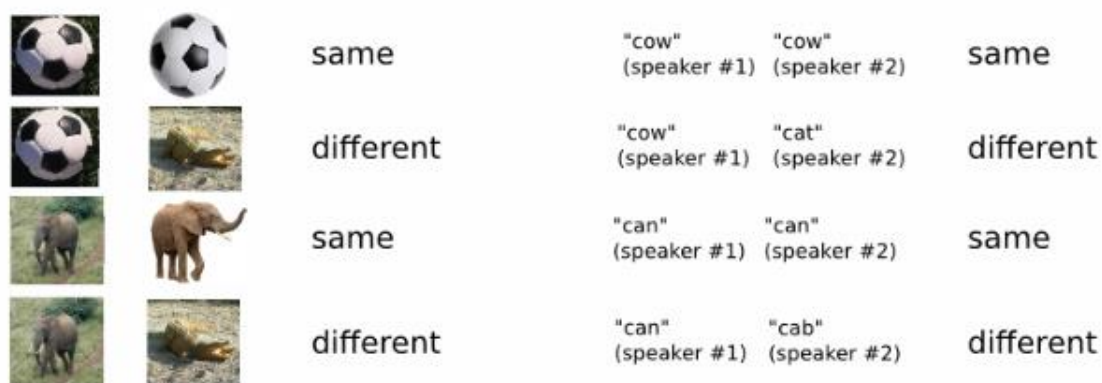 same
"cow" "cow"
(speaker #1) (speaker #2)
same
different
"cow" "cat"
(speaker #1) (speaker #2)
different
same
"can" "can"
(speaker #1) (speaker #2)
same
different
"can" "cab"
(speaker #1) (speaker #2)
different